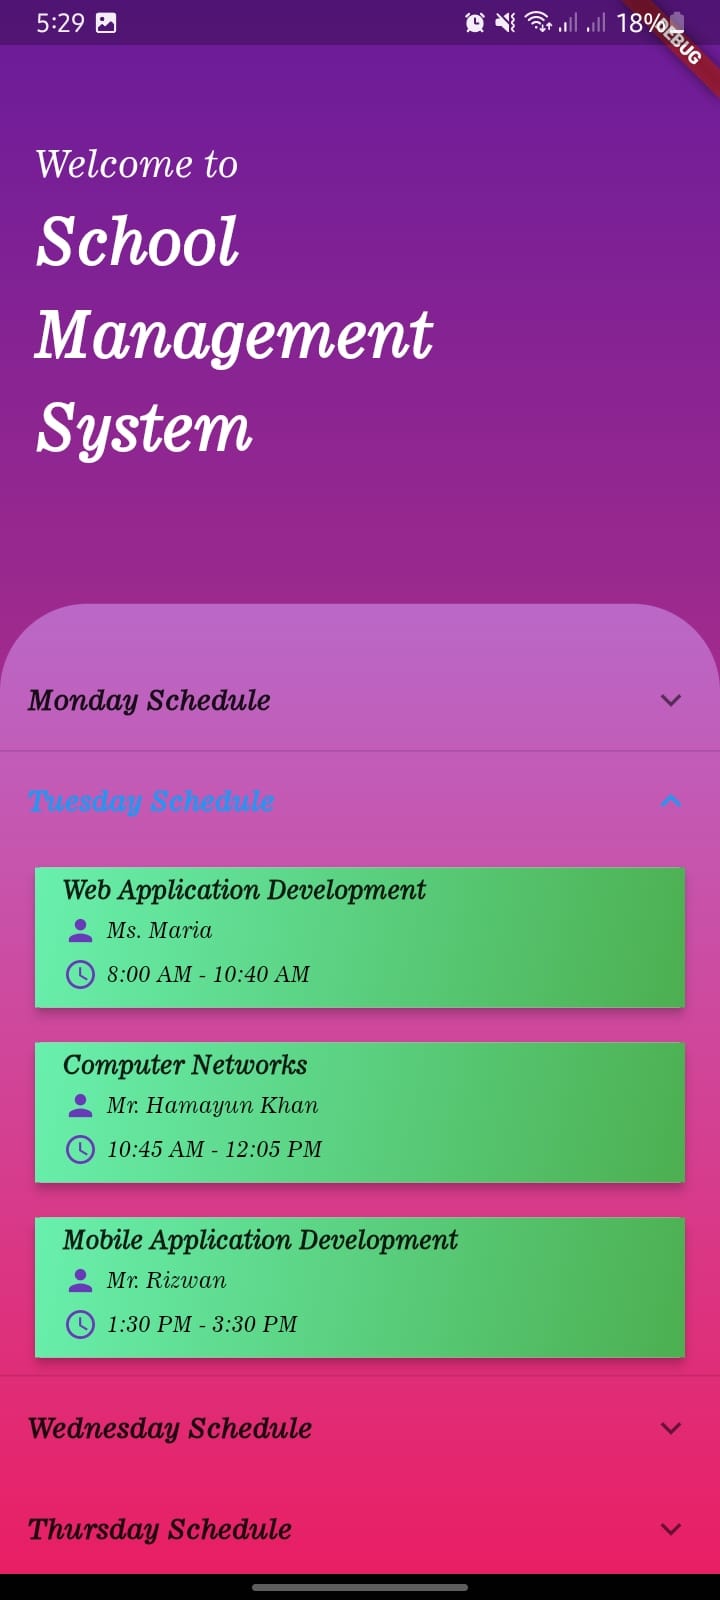 5:29
18%
DEBUG
Welcome to
School
Management
System
Monday Schedule
Tuesday Schedule
Web Application Development
Ms. Maria
8:00 AM - 10:40 AM
Computer Networks
Mr. Hamayun Khan
10:45 AM - 12:05 PM
Mobile Application Development
Mr. Rizwan
1:30 PM - 3:30 PM
Wednesday Schedule
Thursday Schedule